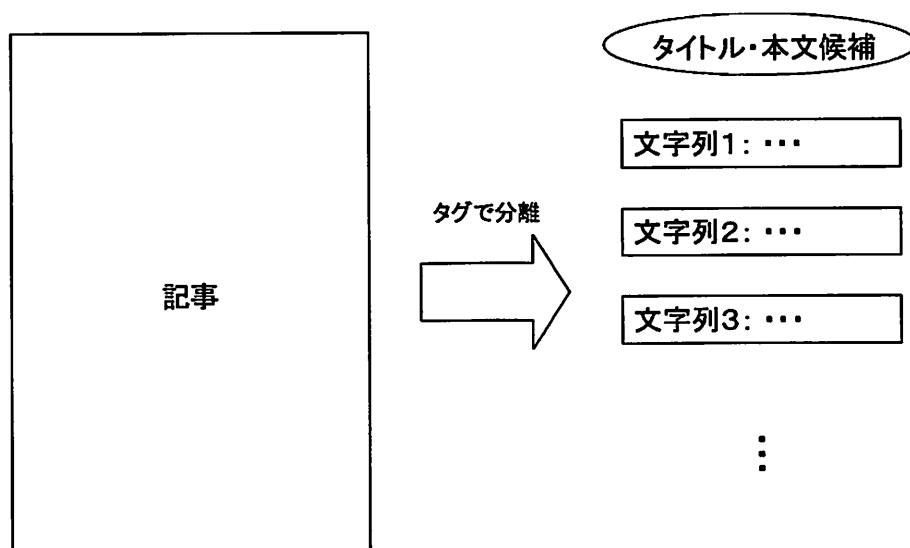 タイトル・本文候補
文字列1: ・・・
タグで分離
文字列2: ・・・
記事
文字列3: ・・・